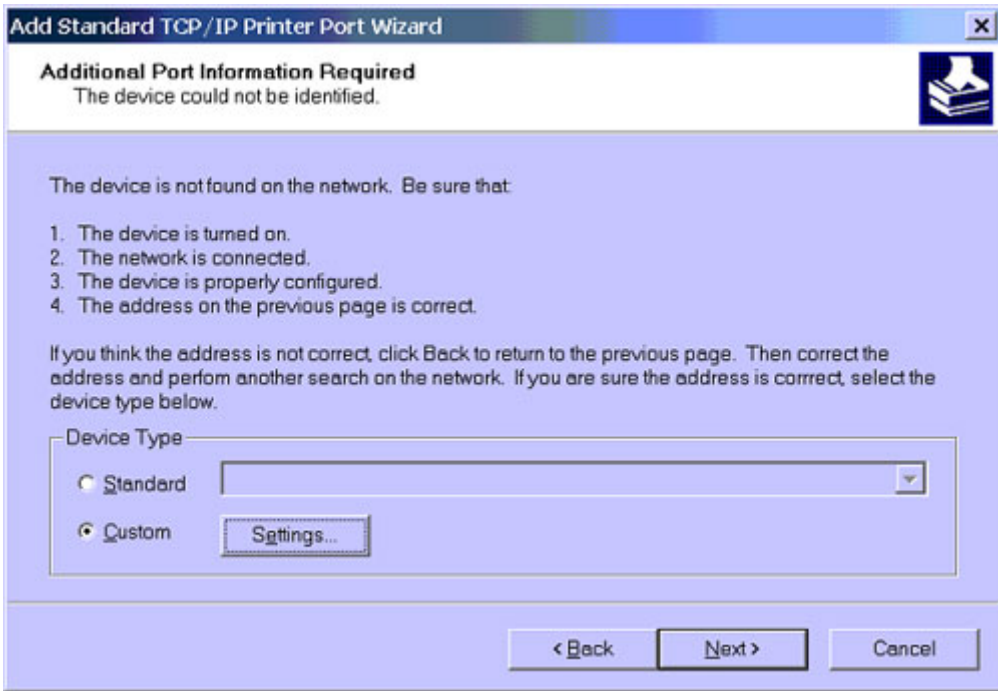 Add Standard TCP/IP Printer Port Wizard
Additional Port Information Required
The device could not be identified.
The device is not found on the network. Be sure that:
1. The device is turned on.
2. The network is connected.
3. The device is properly configured.
4. The address on the previous page is correct.
If you think the address is not correct, click Back to return to the previous page. Then correct the
address and perfom another search on the network. If you are sure the address is corrrect, select the
device type below.
Device Type
Standard
Custom
Settings...
< Back
Next >
Cancel